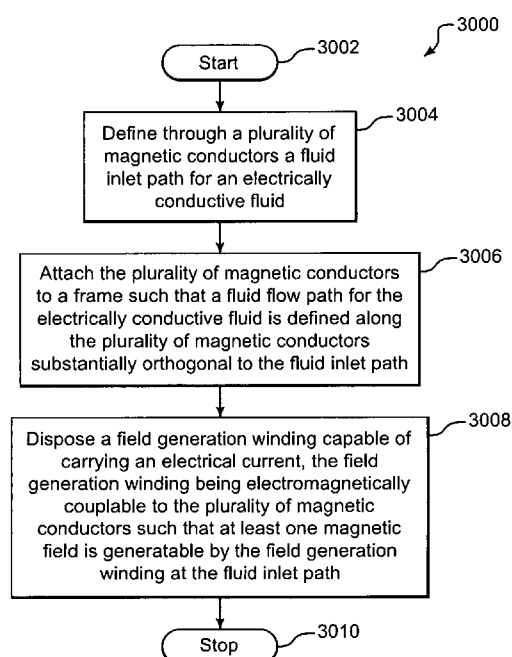 3000
Start
3002
Define through a plurality of
magnetic conductors a fluid
inlet path for an electrically
conductive fluid
3004
Attach the plurality of magnetic conductors
to a frame such that a fluid flow path for the
electrically conductive fluid is defined along
the plurality of magnetic conductors
substantially orthogonal to the fluid inlet path
3006
Dispose a field generation winding capable of
carrying an electrical current, the field
generation winding being electromagnetically
couplable to the plurality of magnetic
conductors such that at least one magnetic
field is generatable by the field generation
winding at the fluid inlet path
3008
Stop
3010